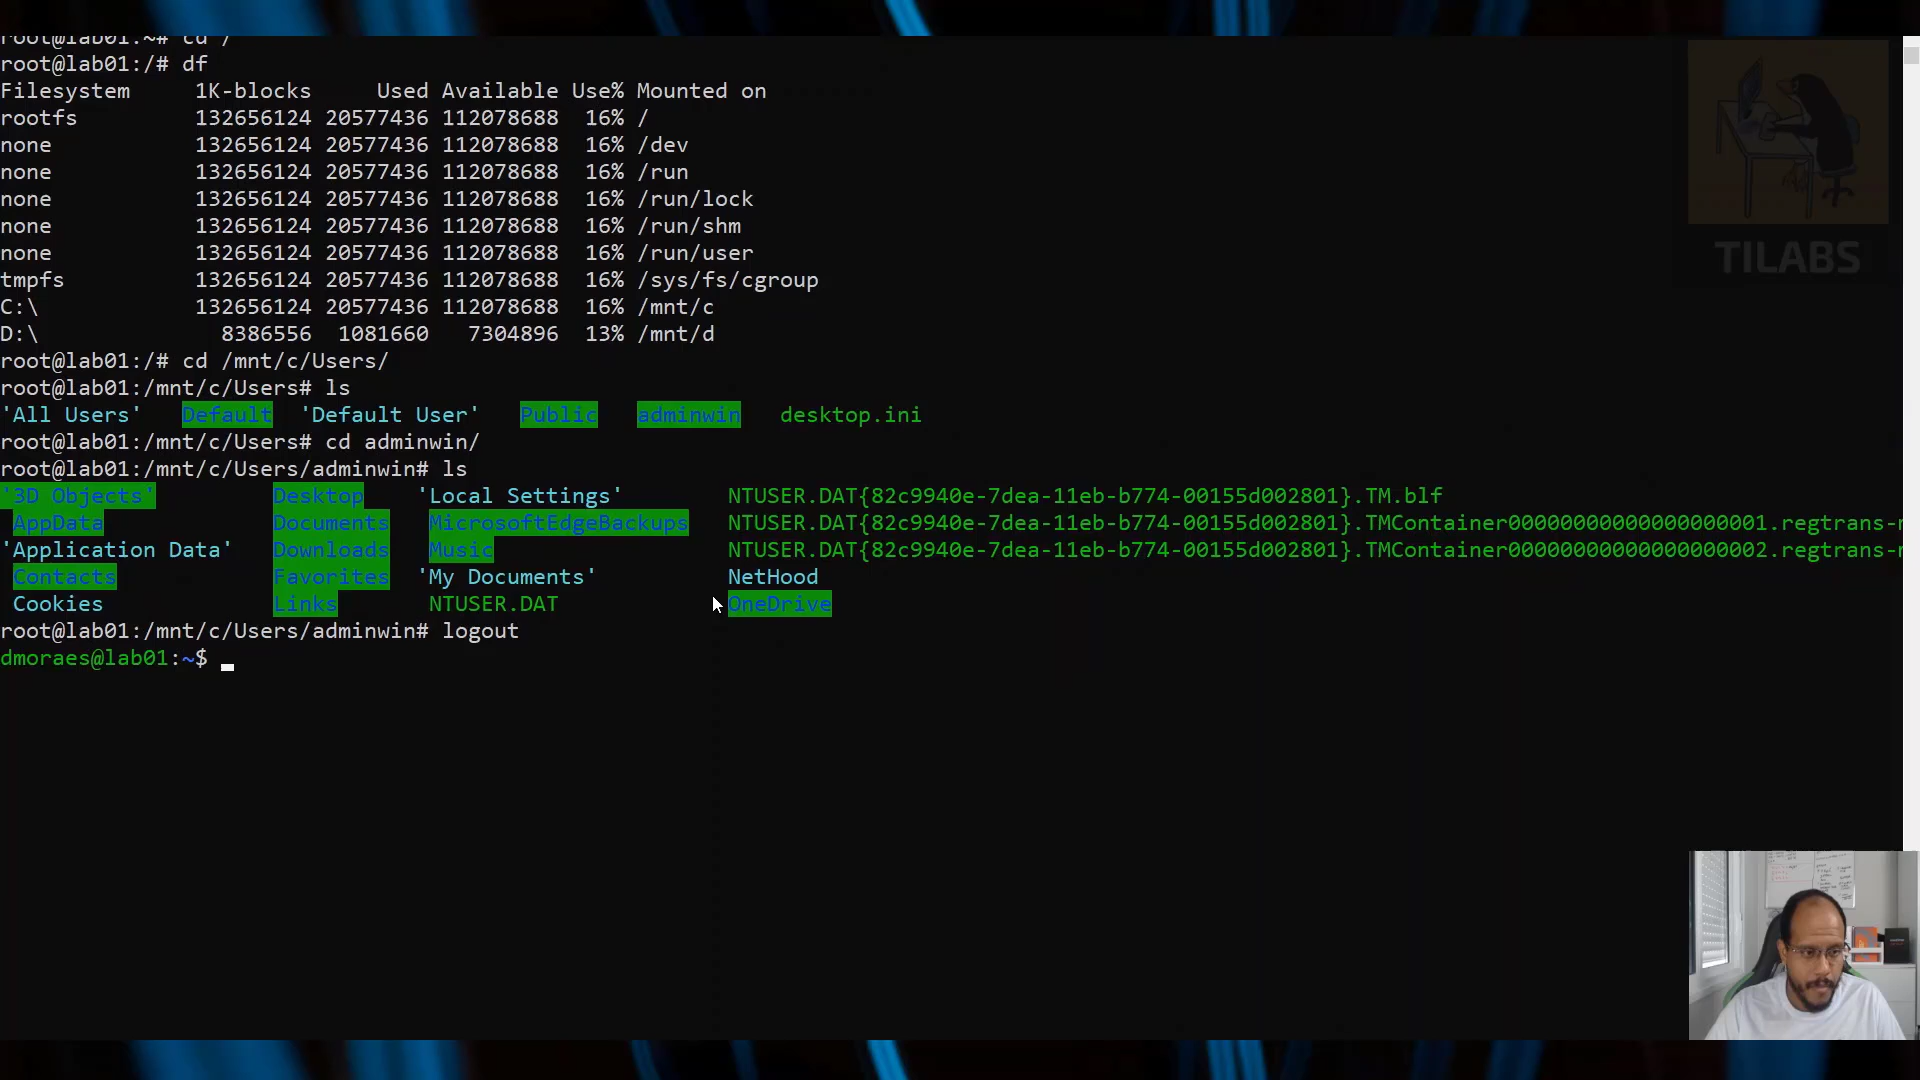 root@lab01:~# cd /
root@lab01:/# df
Filesystem     1K-blocks     Used Available Use% Mounted on
rootfs         132656124 20577436 112078688  16% /
none           132656124 20577436 112078688  16% /dev
none           132656124 20577436 112078688  16% /run
none           132656124 20577436 112078688  16% /run/lock
none           132656124 20577436 112078688  16% /run/shm
none           132656124 20577436 112078688  16% /run/user
tmpfs          132656124 20577436 112078688  16% /sys/fs/cgroup
C:\            132656124 20577436 112078688  16% /mnt/c
D:\              8386556  1081660   7304896  13% /mnt/d
root@lab01:/# cd /mnt/c/Users/
root@lab01:/mnt/c/Users# ls
'All Users'   Default  'Default User'   Public   adminwin   desktop.ini
root@lab01:/mnt/c/Users# cd adminwin/
root@lab01:/mnt/c/Users/adminwin# ls
'3D Objects'         Desktop    'Local Settings'        NTUSER.DAT{82c9940e-7dea-11eb-b774-00155d002801}.TM.blf
 AppData             Documents   MicrosoftEdgeBackups   NTUSER.DAT{82c9940e-7dea-11eb-b774-00155d002801}.TMContainer00000000000000000001.regtrans-
'Application Data'   Downloads   Music                  NTUSER.DAT{82c9940e-7dea-11eb-b774-00155d002801}.TMContainer00000000000000000002.regtrans-
 Contacts            Favorites  'My Documents'          NetHood
 Cookies             Links       NTUSER.DAT             OneDrive
root@lab01:/mnt/c/Users/adminwin# logout
dmoraes@lab01:~$
TILABS